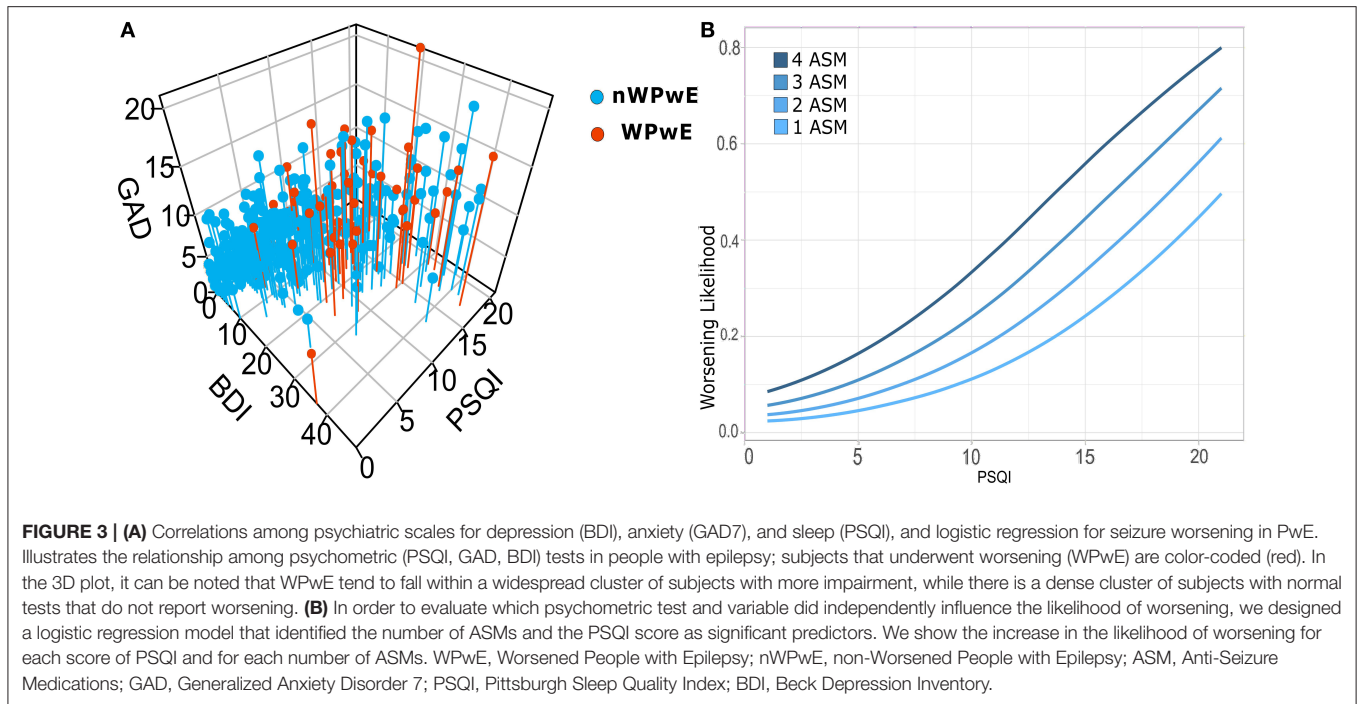 A
20
15
10
5
0
GAD
0
10
20
30
40
BDI
0
5
10
15
20
PSQI
nWPwE
WPwE
B
0.8
0.6
0.4
0.2
0.0
Worsening Likelihood
4 ASM
3 ASM
2 ASM
1 ASM
0
5
10
15
20
PSQI
FIGURE 3 | (A) Correlations among psychiatric scales for depression (BDI), anxiety (GAD7), and sleep (PSQI), and logistic regression for seizure worsening in PwE.
Illustrates the relationship among psychometric (PSQI, GAD, BDI) tests in people with epilepsy; subjects that underwent worsening (WPwE) are color-coded (red). In
the 3D plot, it can be noted that WPwE tend to fall within a widespread cluster of subjects with more impairment, while there is a dense cluster of subjects with normal
tests that do not report worsening. (B) In order to evaluate which psychometric test and variable did independently influence the likelihood of worsening, we designed
a logistic regression model that identified the number of ASMs and the PSQI score as significant predictors. We show the increase in the likelihood of worsening for
each score of PSQI and for each number of ASMs. WPwE, Worsened People with Epilepsy; nWPwE, non-Worsened People with Epilepsy; ASM, Anti-Seizure
Medications; GAD, Generalized Anxiety Disorder 7; PSQI, Pittsburgh Sleep Quality Index; BDI, Beck Depression Inventory.